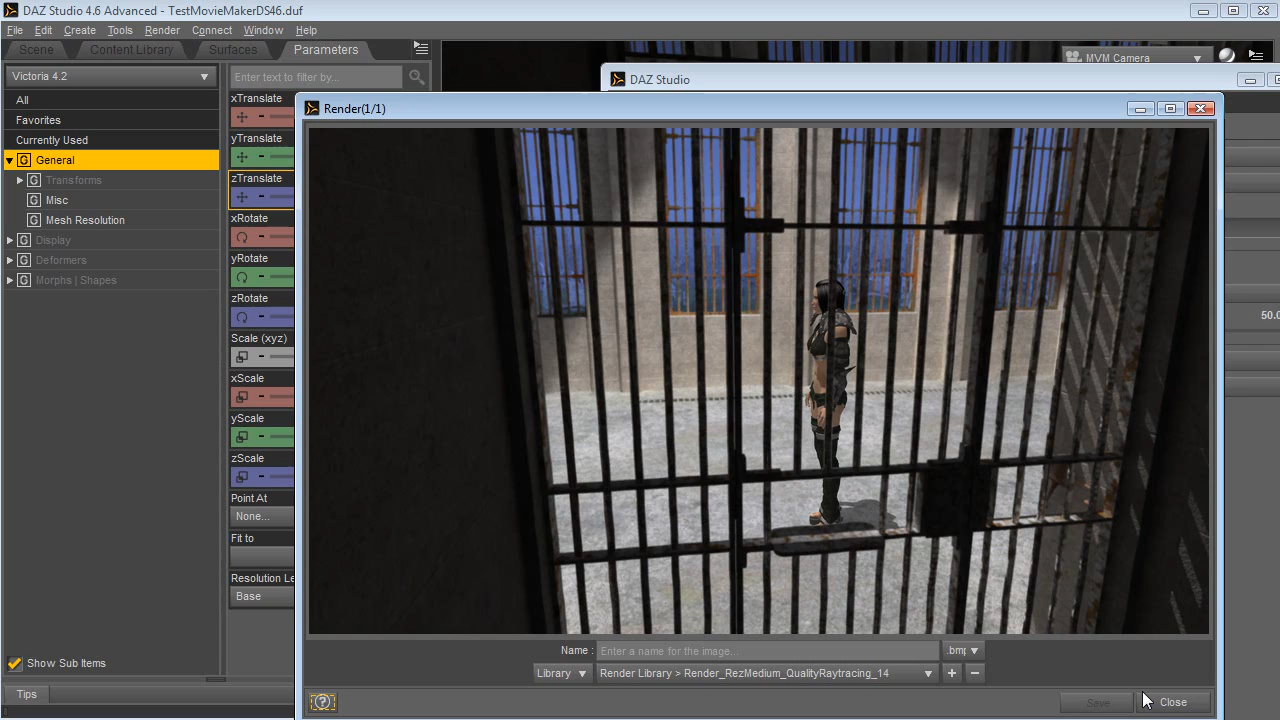 DAZ Studio 4.6 Advanced - TestMovieMakerDS46.duf
File Edit Create Tools Render Connect Window Help
Scene Content Library Surfaces Parameters
MVM Camera
Victoria 4.2
Enter text to filter by...
DAZ Studio
All
Favorites
Currently Used
G General
G Transforms
G Misc
G Mesh Resolution
G Display
G Deformers
G Morphs | Shapes
xTranslate
yTranslate
zTranslate
xRotate
yRotate
zRotate
Scale (xyz)
xScale
yScale
zScale
Point At
None...
Fit to
Resolution Le
Base
Render(1/1)
50.0
Name : Enter a name for the image... .bmp
Library Render Library > Render_RezMedium_QualityRaytracing_14
Save Close
Show Sub Items
Tips